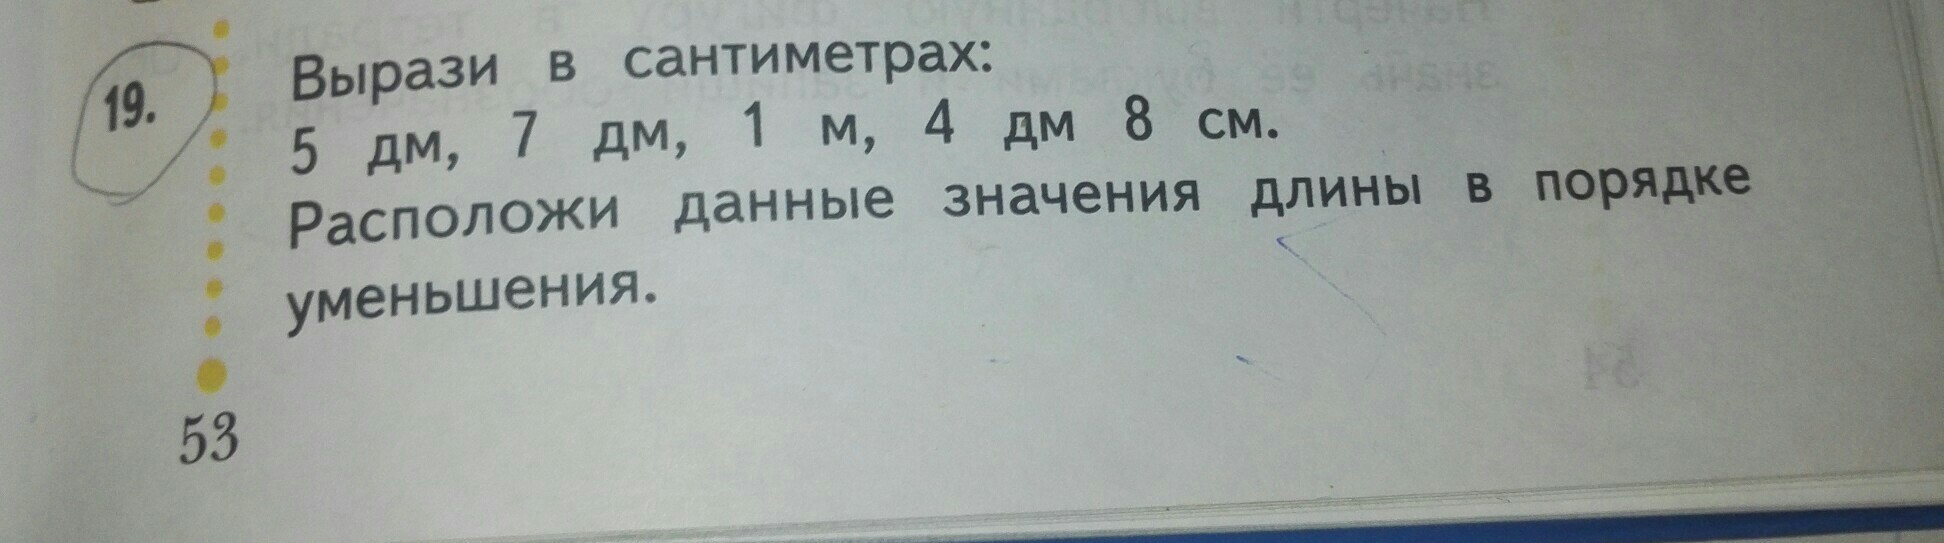 19.
Вырази в сантиметрах:
5 дм, 7 дм, 1 м, 4 дм 8 см.
Расположи данные значения длины в порядке
уменьшения.
53
54